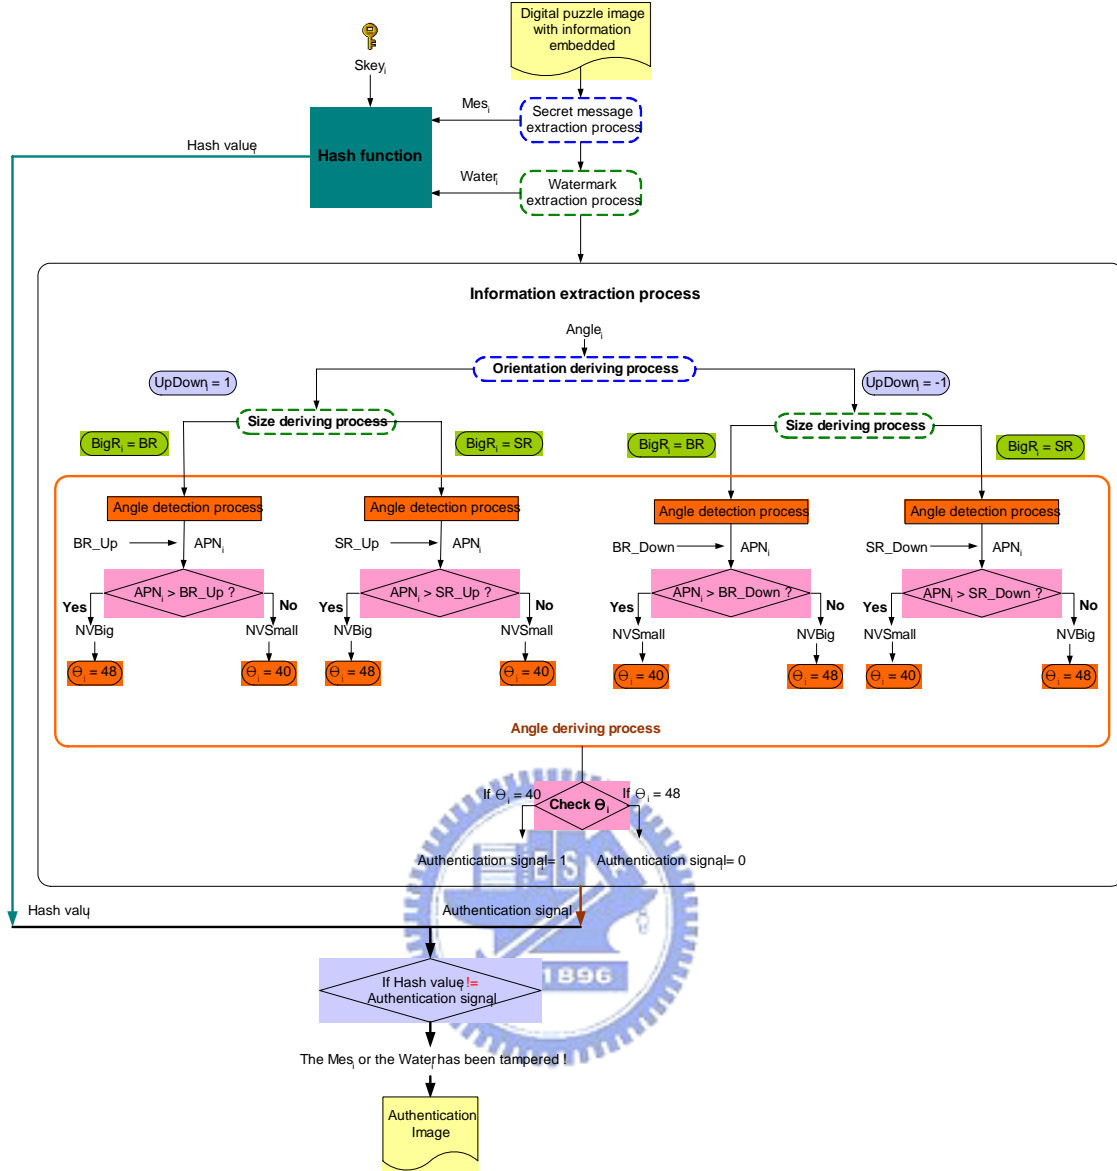 Digital puzzle image
with information
embedded
Skeyᵢ
Mesᵢ
Secret message
extraction process
Hash valueᵢ
Hash function
Waterᵢ
Watermark
extraction process
Information extraction process
Angleᵢ
Orientation deriving process
UpDownᵢ = 1
UpDownᵢ = -1
Size deriving process
Size deriving process
BigRᵢ = BR
BigRᵢ = SR
BigRᵢ = BR
BigRᵢ = SR
Angle detection process
Angle detection process
Angle detection process
Angle detection process
BR_Up
APNᵢ
SR_Up
APNᵢ
BR_Down
APNᵢ
SR_Down
APNᵢ
APNᵢ > BR_Up ?
APNᵢ > SR_Up ?
APNᵢ > BR_Down ?
APNᵢ > SR_Down ?
Yes
No
Yes
No
Yes
No
Yes
No
NVBig
NVSmall
NVBig
NVSmall
NVSmall
NVBig
NVSmall
NVBig
Θᵢ = 48
Θᵢ = 40
Θᵢ = 48
Θᵢ = 40
Θᵢ = 40
Θᵢ = 48
Θᵢ = 40
Θᵢ = 48
Angle deriving process
If Θᵢ = 40
Check Θᵢ
If Θᵢ = 48
Authentication signalᵢ= 1
Authentication signalᵢ= 0
E S
Hash valuᵢ
Authentication signalᵢ
1896
If Hash valueᵢ !=
Authentication signalᵢ
The Mesᵢ or the Waterᵢ has been tampered !
Authentication
Image